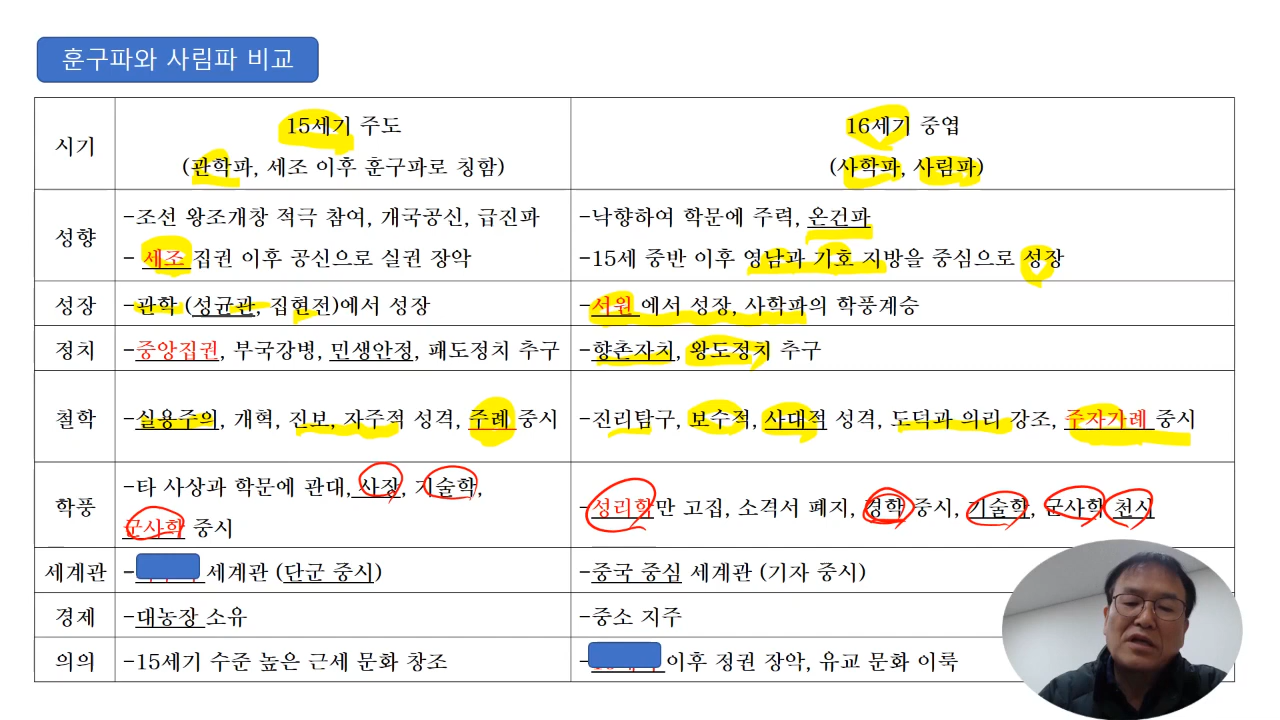 훈구파와 사림파 비교
시기
15세기 주도
(관학파, 세조 이후 훈구파로 칭함)
16세기 중엽
(사학파, 사림파)
성향
-조선 왕조개창 적극 참여, 개국공신, 급진파
- 세조 집권 이후 공신으로 실권 장악
-낙향하여 학문에 주력, 온건파
-15세 중반 이후 영남과 기호 지방을 중심으로 성장
성장
-관학 (성균관, 집현전)에서 성장
-서원 에서 성장, 사학파의 학풍계승
정치
-중앙집권, 부국강병, 민생안정, 패도정치 추구
-향촌자치, 왕도정치 추구
철학
-실용주의, 개혁, 진보, 자주적 성격, 주례 중시
-진리탐구, 보수적, 사대적 성격, 도덕과 의리 강조, 주자가례 중시
학풍
-타 사상과 학문에 관대, 사장, 기술학,
군사학 중시
-성리학만 고집, 소격서 폐지, 경학 중시, 기술학, 군사학 천시
세계관
- 세계관 (단군 중시)
-중국 중심 세계관 (기자 중시)
경제
-대농장 소유
-중소 지주
의의
-15세기 수준 높은 근세 문화 창조
- 이후 정권 장악, 유교 문화 이룩